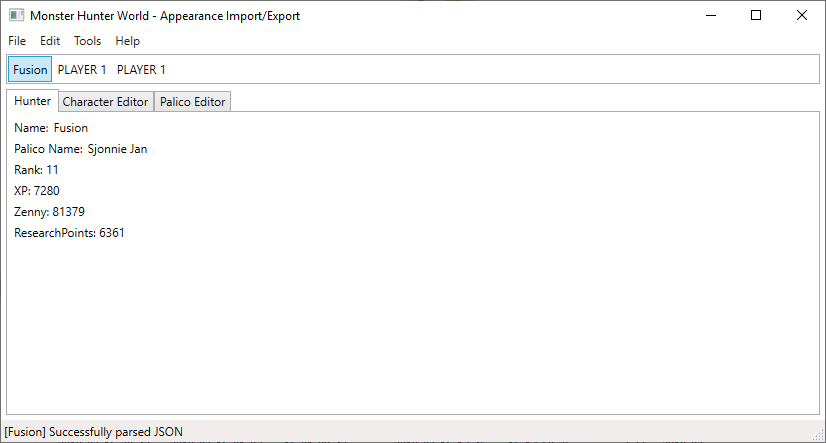 Monster Hunter World - Appearance Import/Export
File Edit Tools Help
Fusion PLAYER 1 PLAYER 1
Hunter Character Editor Palico Editor
Name: Fusion
Palico Name: Sjonnie Jan
Rank: 11
XP: 7280
Zenny: 81379
ResearchPoints: 6361
[Fusion] Successfully parsed JSON